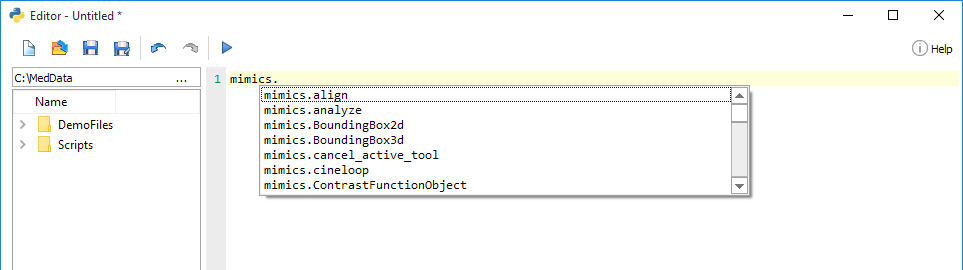 Editor - Untitled *
Help
C:\MedData ...
Name
DemoFiles
Scripts
1 mimics.
mimics.align
mimics.analyze
mimics.BoundingBox2d
mimics.BoundingBox3d
mimics.cancel_active_tool
mimics.cineloop
mimics.ContrastFunctionObject